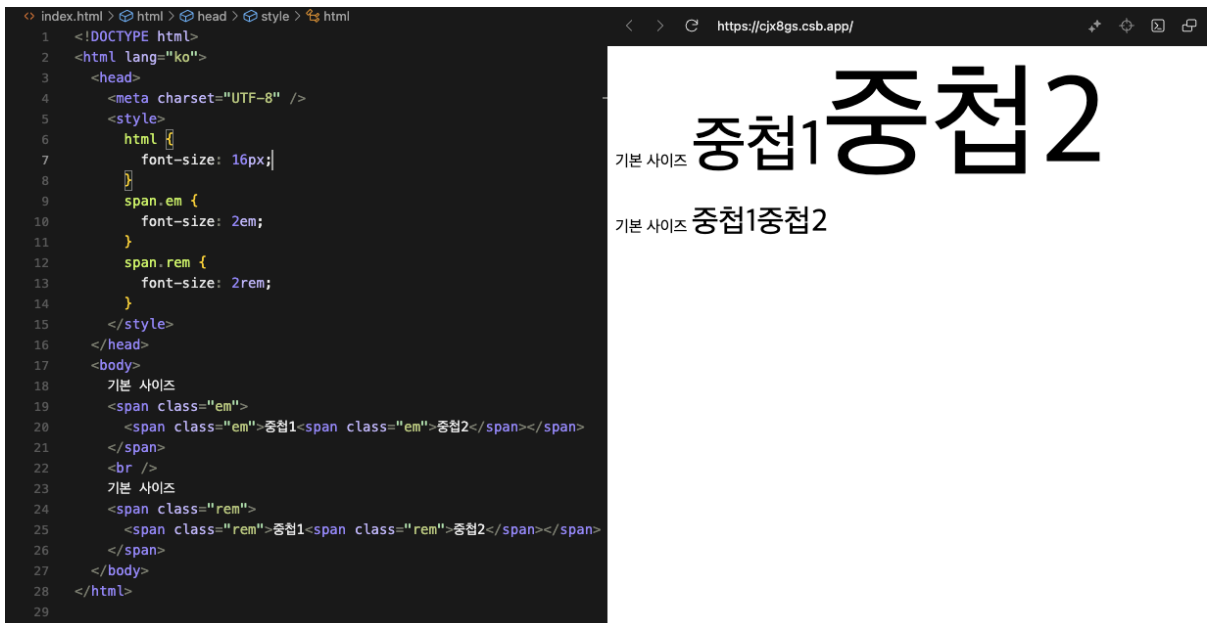 index.html > html > head > style > html
https://cjx8gs.csb.app/
1 <!DOCTYPE html>
2 <html lang="ko">
3 <head>
4 <meta charset="UTF-8" />
5 <style>
6 html {
7 font-size: 16px;
8 }
9 span.em {
10 font-size: 2em;
11 }
12 span.rem {
13 font-size: 2rem;
14 }
15 </style>
16 </head>
17 <body>
18 기본 사이즈
19 <span class="em">
20 <span class="em">중첩1<span class="em">중첩2</span></span>
21 </span>
22 <br />
23 기본 사이즈
24 <span class="rem">
25 <span class="rem">중첩1<span class="rem">중첩2</span></span>
26 </span>
27 </body>
28 </html>
29
기본 사이즈 중첩1중첩2
기본 사이즈 중첩1중첩2